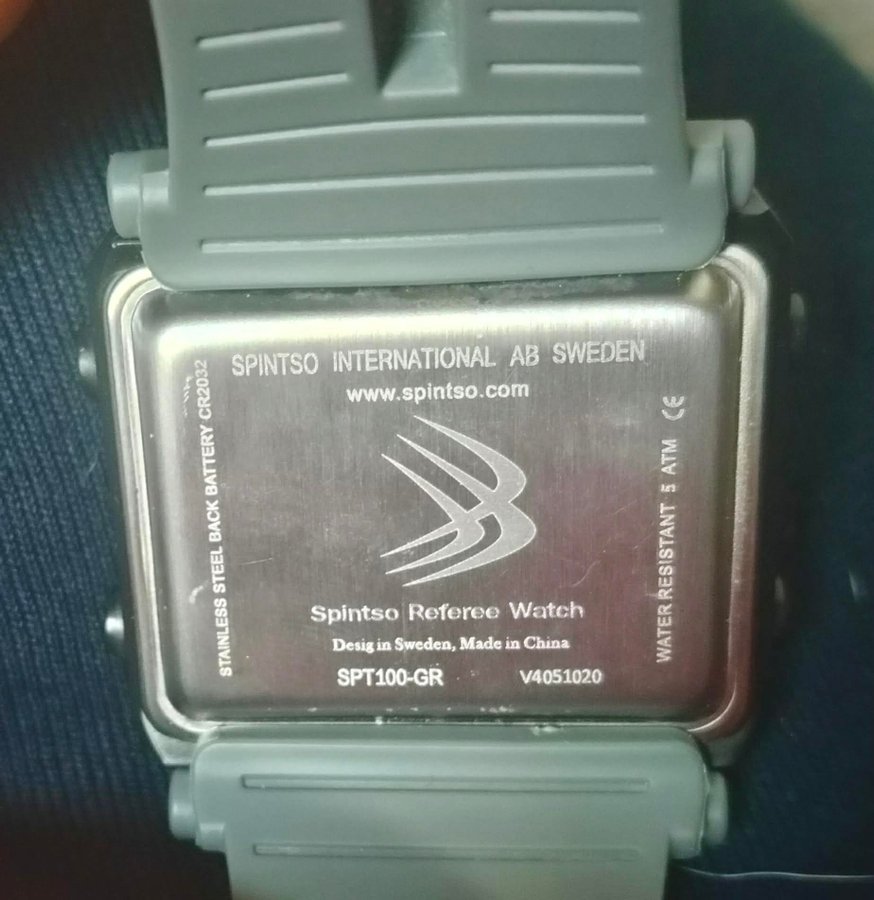 SPINTSO INTERNATIONAL AB SWEDEN
www.spintso.com
STAINLESS STEEL BACK BATTERY CR2032
WATER RESISTANT 5 ATM CE
Spintso Referee Watch
Desig in Sweden, Made in China
SPT100-GR V4051020